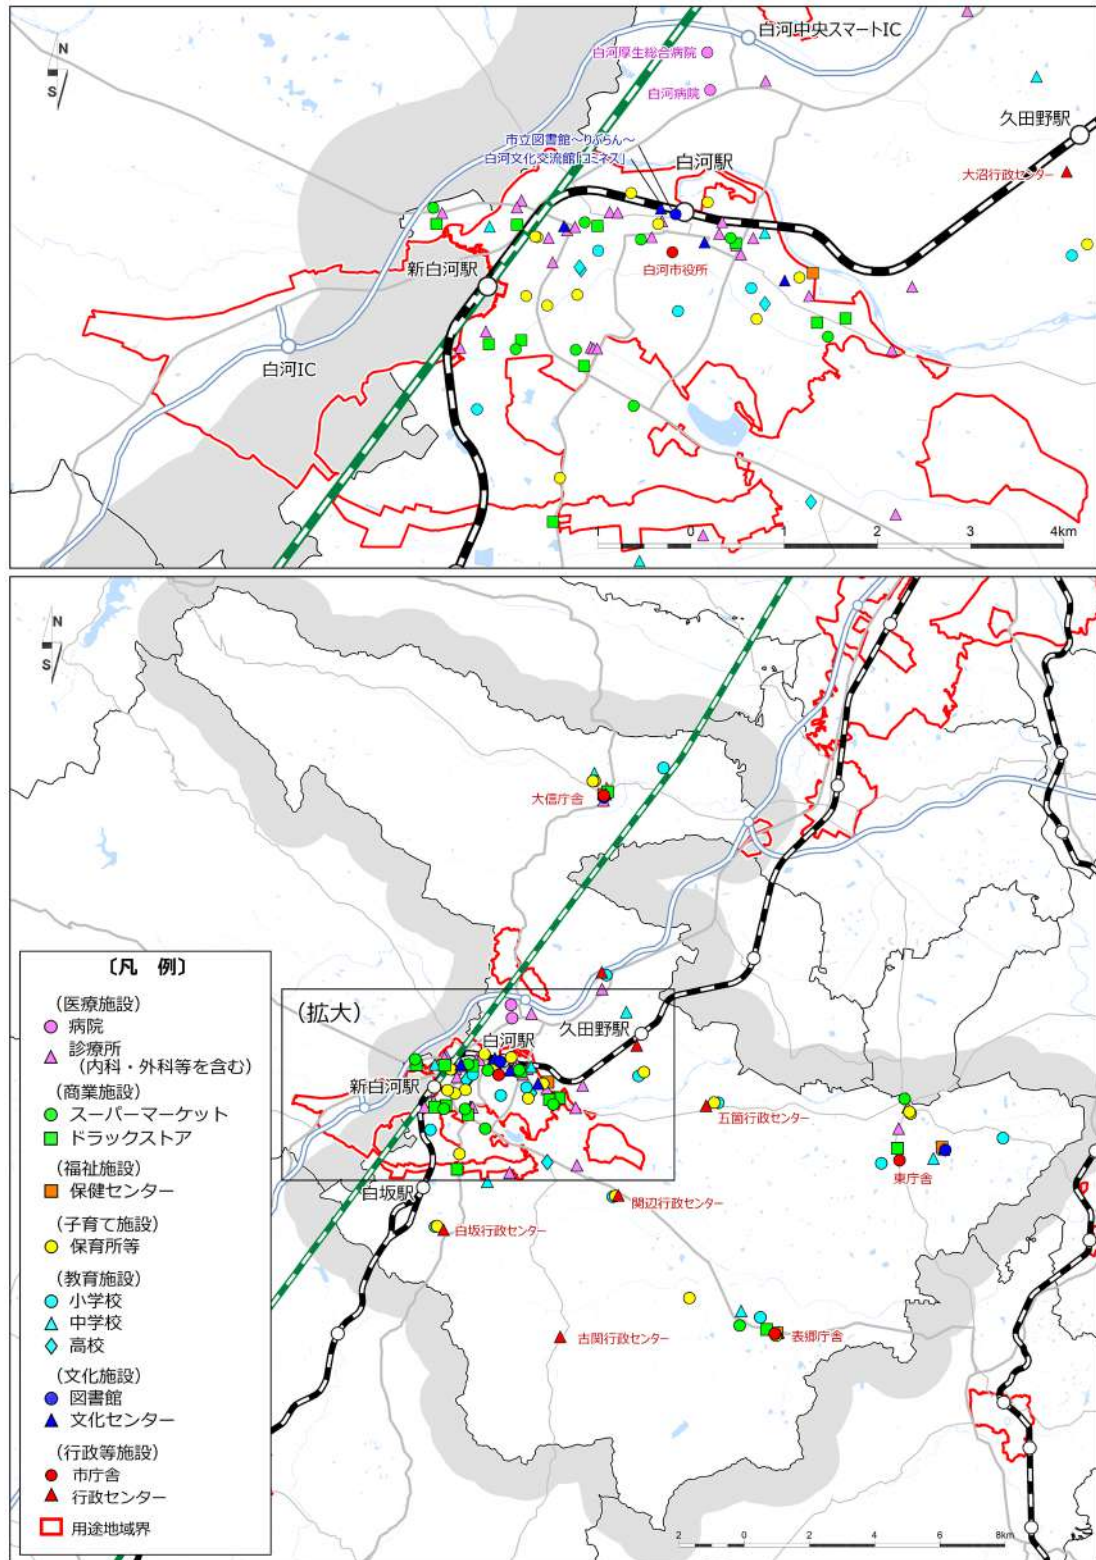 白河中央スマートIC
白河厚生総合病院
白河病院
久田野駅
市立図書館～りぶらん～
白河文化交流館「コミネス」
白河駅
大沼行政センター
白河市役所
新白河駅
白河IC
N
S
1 0 1 2 3 4km
N
S
大信庁舎
(拡大)
久田野駅
白河駅
新白河駅
五箇行政センター
東庁舎
白坂駅
関辺行政センター
白坂行政センター
古関行政センター
表郷庁舎
2 0 2 4 6 8km
〔凡 例〕
(医療施設)
病院
診療所
(内科・外科等を含む)
(商業施設)
スーパーマーケット
ドラックストア
(福祉施設)
保健センター
(子育て施設)
保育所等
(教育施設)
小学校
中学校
高校
(文化施設)
図書館
文化センター
(行政等施設)
市庁舎
行政センター
用途地域界